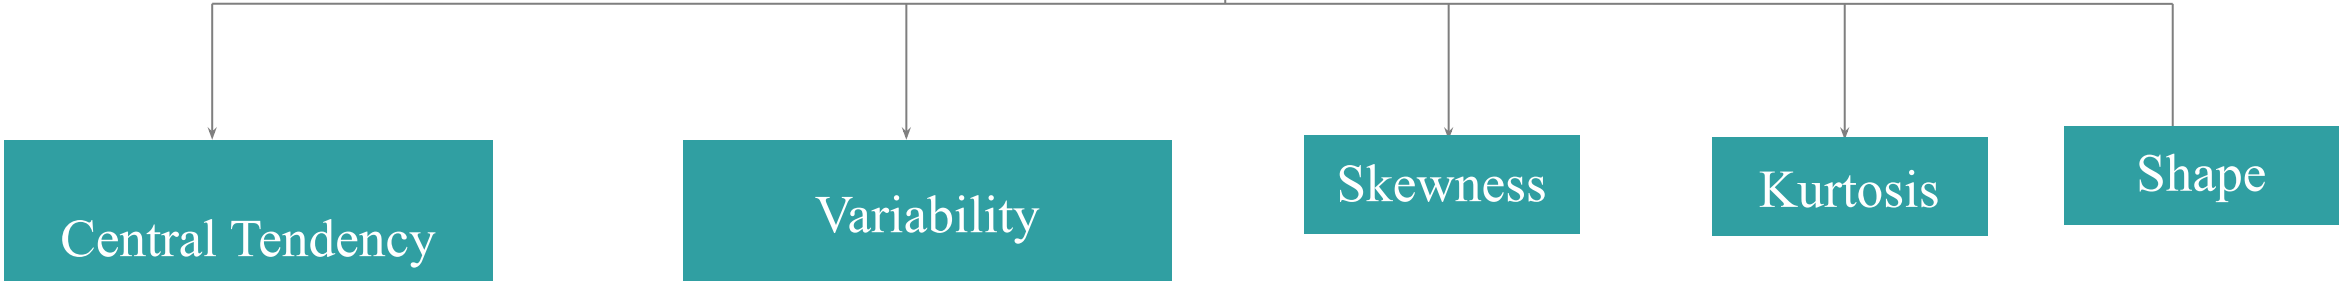 Central Tendency
Variability
Skewness
Kurtosis
Shape